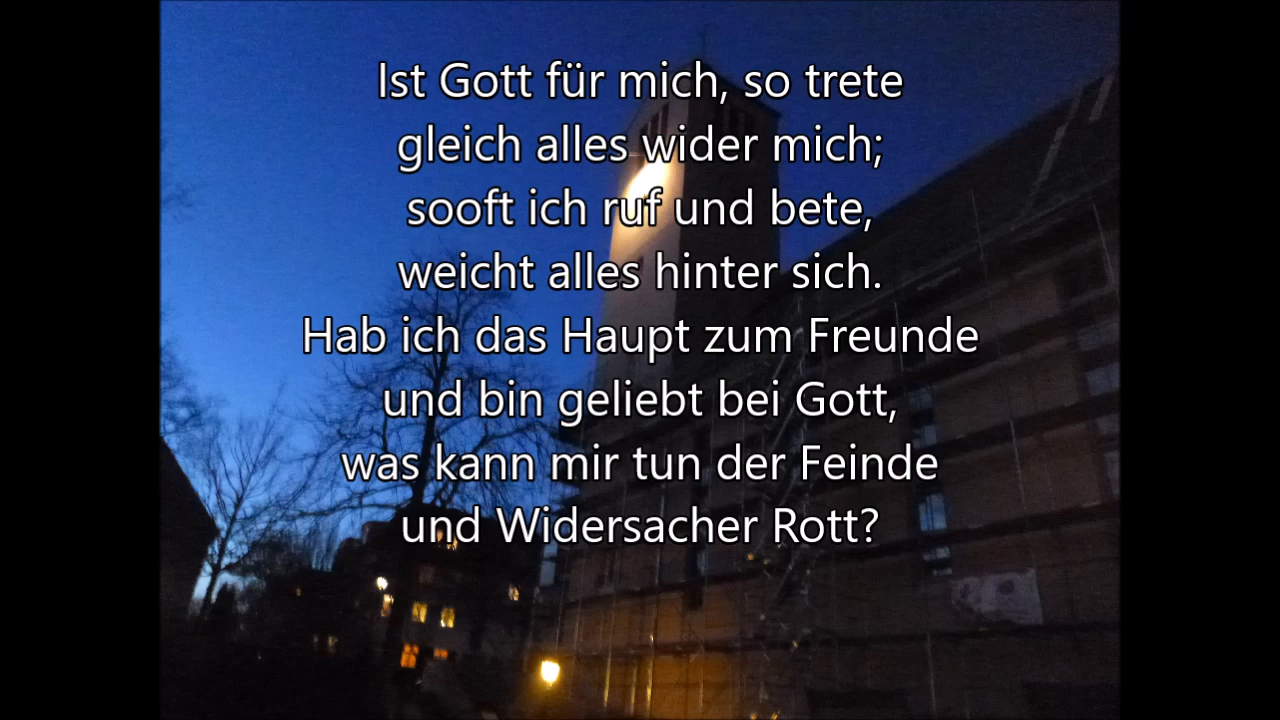 Ist Gott für mich, so trete
gleich alles wider mich;
sooft ich ruf und bete,
weicht alles hinter sich.
Hab ich das Haupt zum Freunde
und bin geliebt bei Gott,
was kann mir tun der Feinde
und Widersacher Rott?